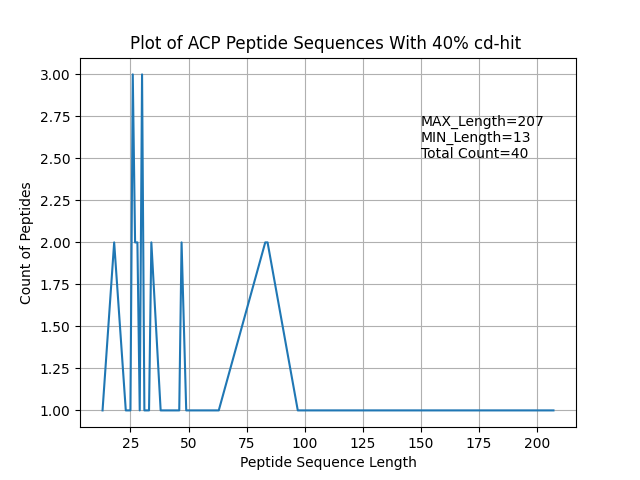 Plot of ACP Peptide Sequences With 40% cd-hit
3.00
2.75
2.50
2.25
2.00
1.75
1.50
1.25
1.00
Count of Peptides
MAX_Length=207
MIN_Length=13
Total Count=40
25 50 75 100 125 150 175 200
Peptide Sequence Length